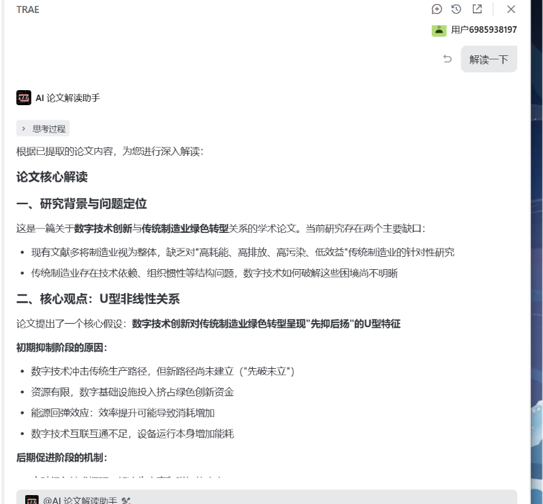 TRAE
用户6985938197
解读一下
AI 论文解读助手
思考过程
根据已提取的论文内容，为您进行深入解读：
论文核心解读
一、研究背景与问题定位
这是一篇关于数字技术创新与传统制造业绿色转型关系的学术论文。当前研究存在两个主要缺口：
• 现有文献多将制造业视为整体，缺乏对"高耗能、高排放、高污染、低效益"传统制造业的针对性研究
• 传统制造业存在技术依赖、组织惯性等结构问题，数字技术如何破解这些困境尚不明晰
二、核心观点：U型非线性关系
论文提出了一个核心假设：数字技术创新对传统制造业绿色转型呈现"先抑后扬"的U型特征
初期抑制阶段的原因：
• 数字技术冲击传统生产路径，但新路径尚未建立（"先破未立"）
• 资源有限，数字基础设施投入挤占绿色创新资金
• 能源回弹效应：效率提升可能导致消耗增加
• 数字技术互联互通不足，设备运行本身增加能耗
后期促进阶段的机制：
@AI 论文解读助手